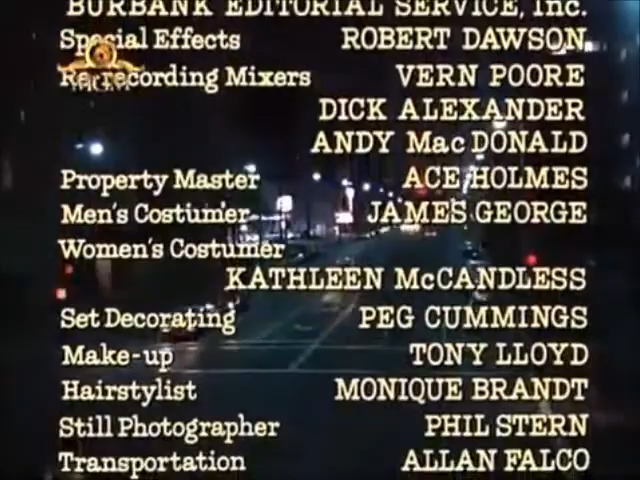 BURBANK EDITORIAL SERVICE, Inc.
Special Effects ROBERT DAWSON
Re-recording Mixers VERN POORE
DICK ALEXANDER
ANDY MacDONALD
Property Master ACE HOLMES
Men's Costumer JAMES GEORGE
Women's Costumer
KATHLEEN McCANDLESS
Set Decorating PEG CUMMINGS
Make-up TONY LLOYD
Hairstylist MONIQUE BRANDT
Still Photographer PHIL STERN
Transportation ALLAN FALCO